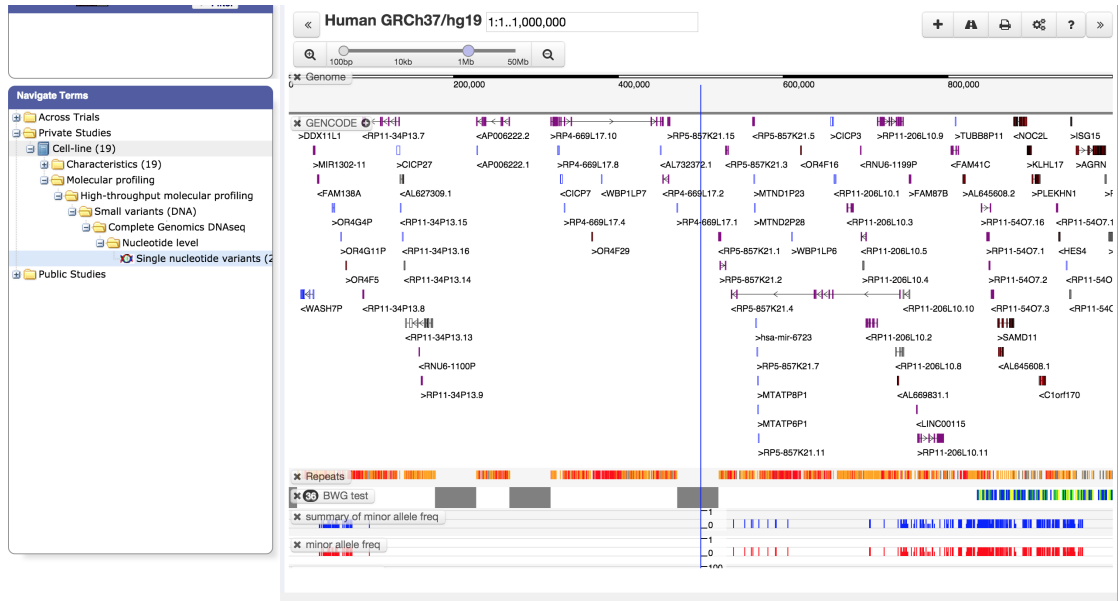 Filter
Navigate Terms
Across Trials
Private Studies
Cell-line (19)
Characteristics (19)
Molecular profiling
High-throughput molecular profiling
Small variants (DNA)
Complete Genomics DNAseq
Nucleotide level
Single nucleotide variants (2
Public Studies
« Human GRCh37/hg19 1:1..1,000,000 + ? »
100bp 10kb 1Mb 50Mb
Genome
0 200,000 400,000 600,000 800,000
GENCODE
>DDX11L1 <RP11-34P13.7 <AP006222.2 >RP4-669L17.10 >RP5-857K21.15 <RP5-857K21.5 >CICP3 >RP11-206L10.9 >TUBB8P11 <NOC2L >ISG15
>MIR1302-11 >CICP27 <AP006222.1 >RP4-669L17.8 <AL732372.1 <RP5-857K21.3 >OR4F16 <RNU6-1199P <FAM41C >KLHL17 >AGRN
<FAM138A >AL627309.1 <CICP7 <WBP1LP7 <RP4-669L17.2 >MTND1P23 <RP11-206L10.1 >FAM87B >AL645608.2 >PLEKHN1
>OR4G4P <RP11-34P13.15 >RP4-669L17.4 >RP4-669L17.1 >MTND2P28 <RP11-206L10.3 >RP11-54O7.16 <RP11-54O7.1
>OR4G11P <RP11-34P13.16 >OR4F29 <RP5-857K21.1 >WBP1LP6 <RP11-206L10.5 >RP11-54O7.1 <HES4 >
>OR4F5 <RP11-34P13.14 >RP5-857K21.2 >RP11-206L10.4 >RP11-54O7.2 <RP11-54O
<WASH7P <RP11-34P13.8 <RP5-857K21.4 <RP11-206L10.10 <RP11-54O7.3 <RP11-54O
<RP11-34P13.13 >hsa-mir-6723 <RP11-206L10.2 >SAMD11
<RNU6-1100P >RP5-857K21.7 >RP11-206L10.8 <AL645608.1
>RP11-34P13.9 >MTATP8P1 <AL669831.1 <C1orf170
>MTATP6P1 <LINC00115
>RP5-857K21.11 >RP11-206L10.11
Repeats
36 BWG test
summary of minor allele freq
1
0
minor allele freq
1
0
100